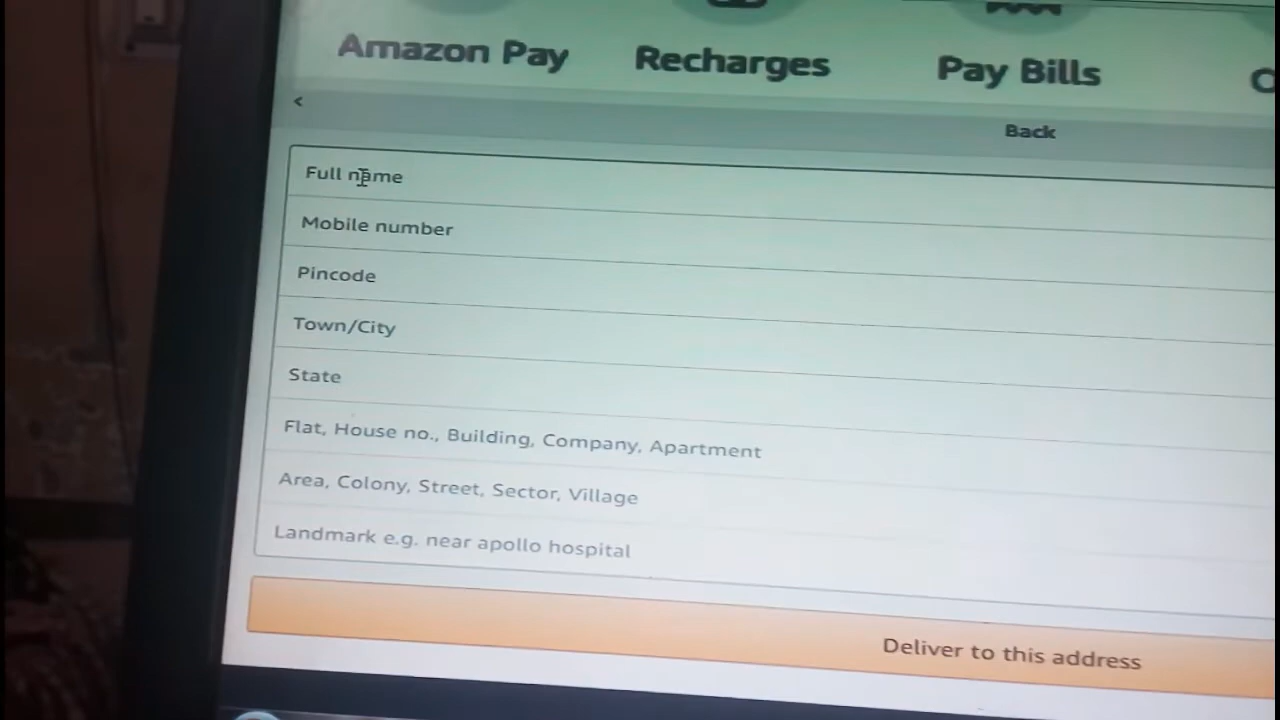 Amazon Pay Recharges Pay Bills
<
Back
Full name
Mobile number
Pincode
Town/City
State
Flat, House no., Building, Company, Apartment
Area, Colony, Street, Sector, Village
Landmark e.g. near apollo hospital
Deliver to this address